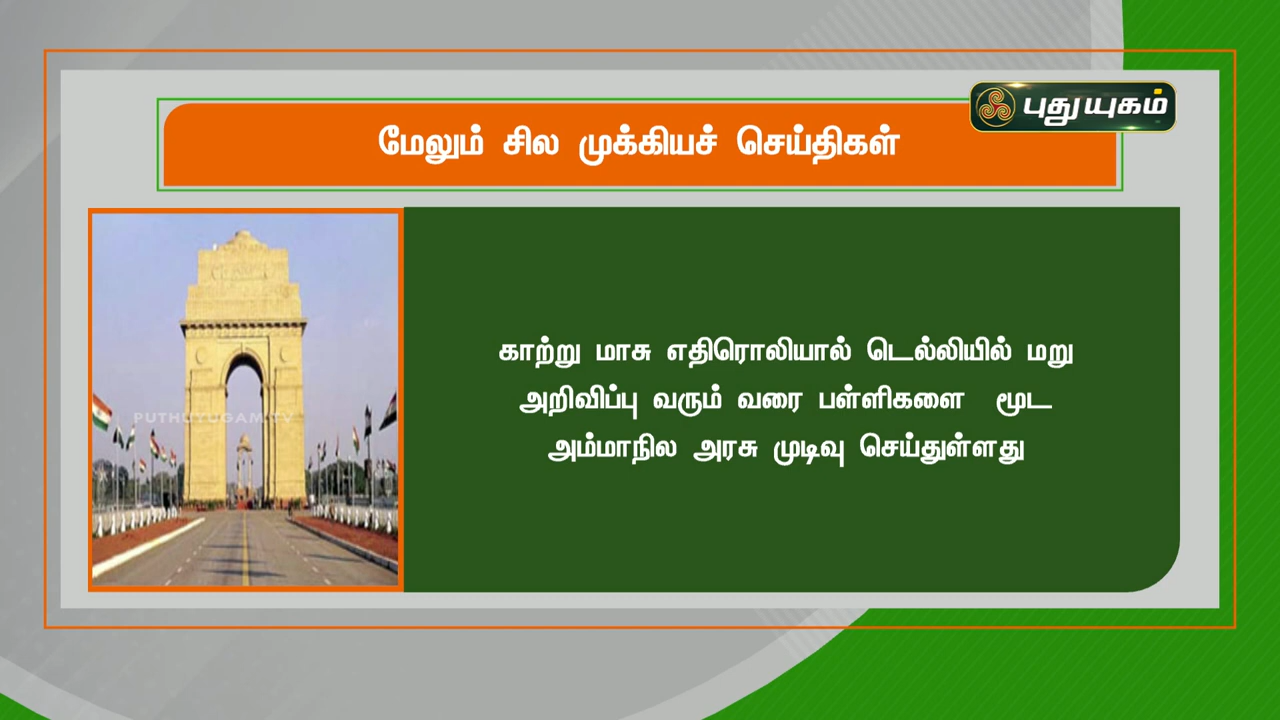 புதுயுகம்
மேலும் சில முக்கியச் செய்திகள்
PUTHUYUGAM TV
காற்று மாசு எதிரொலியால் டெல்லியில் மறு
அறிவிப்பு வரும் வரை பள்ளிகளை மூட
அம்மாநில அரசு முடிவு செய்துள்ளது